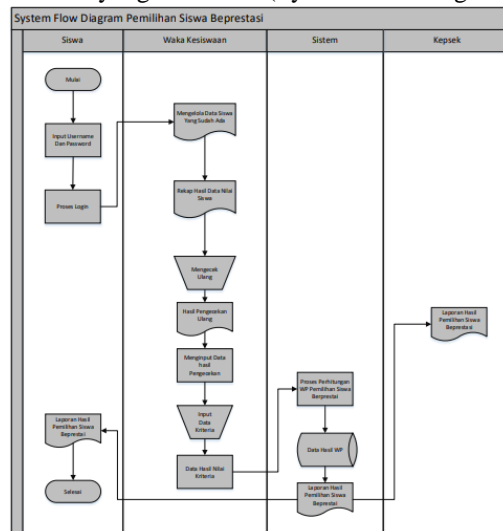 System Flow Diagram Pemilihan Siswa Beprestasi
Siswa
Waka Kesiswaan
Sistem
Kepsek
Mulai
Input Username
Dan Password
Proses Login
Mengelola Data Siswa
Yang Sudah Ada
Rekap Hasil Data Nilai
Siswa
Mengecek
Ulang
Hasil Pengecekan
Ulang
Menginput Data
hasil
Pengecekan
Input
Data
Kriteria
Data Hasil Nilai
Kriteria
Proses Perhitungan
WP Pemilihan Siswa
Berprestai
Data Hasil WP
Laporan Hasil
Pemilihan Siswa
Beprestasi
Laporan Hasil
Pemilihan Siswa
Beprestasi
Laporan Hasil
Pemilihan Siswa
Beprestasi
Selesai